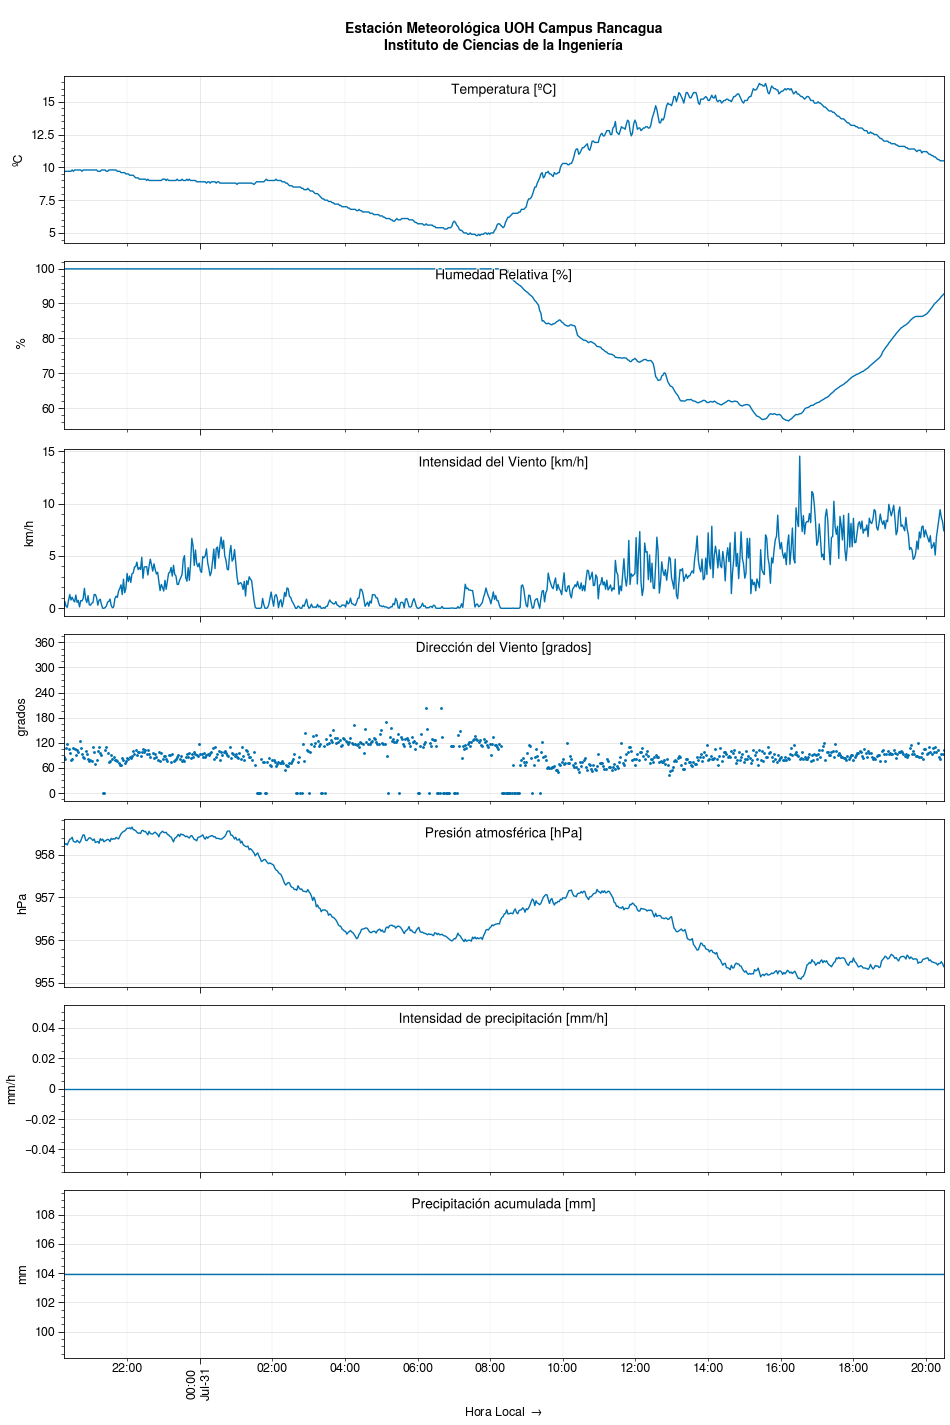 Estación Meteorológica UOH Campus Rancagua
Instituto de Ciencias de la Ingeniería
Temperatura [ºC]
ºC
15
12.5
10
7.5
5
Humedad Relativa [%]
%
100
90
80
70
60
Intensidad del Viento [km/h]
km/h
15
10
5
0
Dirección del Viento [grados]
grados
360
300
240
180
120
60
0
Presión atmosférica [hPa]
hPa
958
957
956
955
Intensidad de precipitación [mm/h]
mm/h
0.04
0.02
0
−0.02
−0.04
Precipitación acumulada [mm]
mm
108
106
104
102
100
22:00
00:00
Jul-31
02:00
04:00
06:00
08:00
10:00
12:00
14:00
16:00
18:00
20:00
Hora Local →